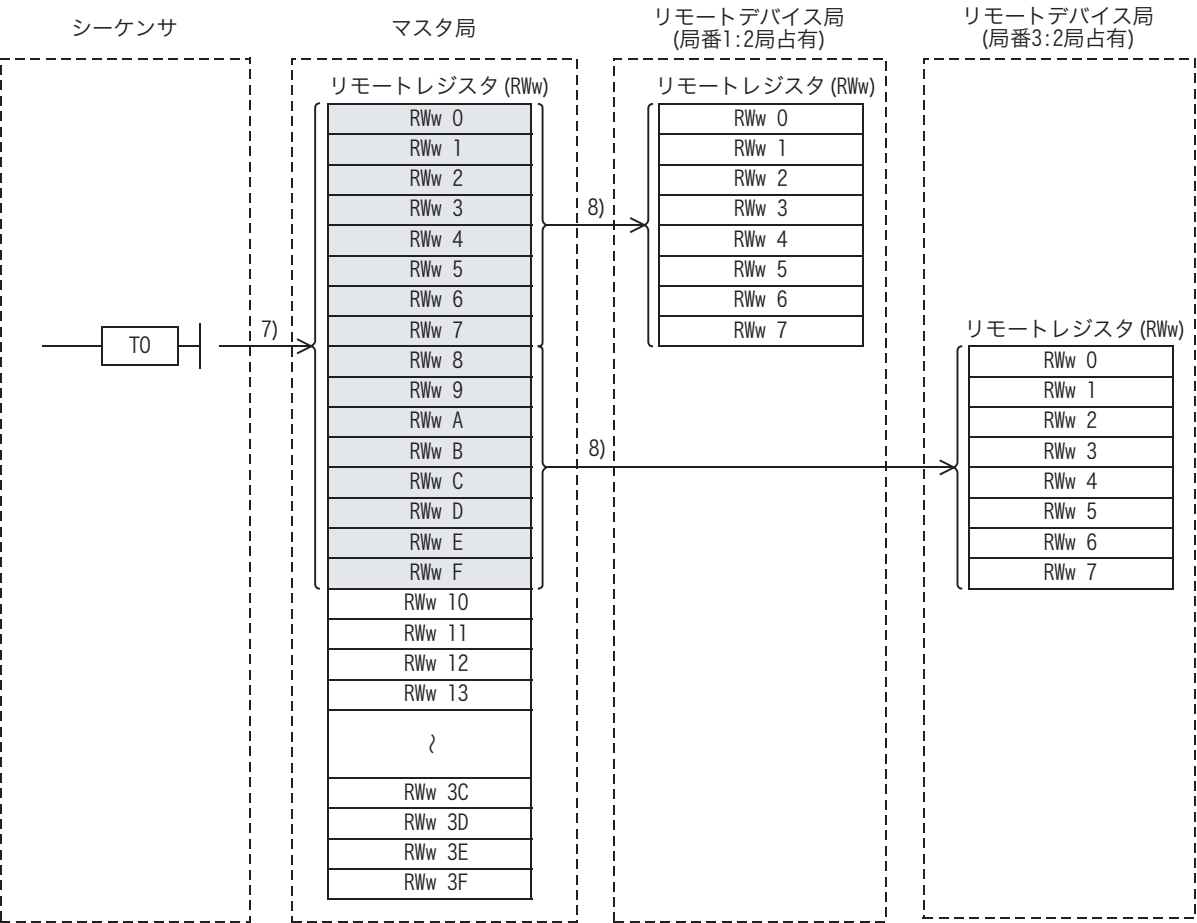 シーケンサ
マスタ局
リモートデバイス局
(局番1:2局占有)
リモートデバイス局
(局番3:2局占有)
TO
7)
リモートレジスタ(RWw)
RWw 0
RWw 1
RWw 2
RWw 3
RWw 4
RWw 5
RWw 6
RWw 7
RWw 8
RWw 9
RWw A
RWw B
RWw C
RWw D
RWw E
RWw F
RWw 10
RWw 11
RWw 12
RWw 13
~
RWw 3C
RWw 3D
RWw 3E
RWw 3F
8)
8)
リモートレジスタ(RWw)
RWw 0
RWw 1
RWw 2
RWw 3
RWw 4
RWw 5
RWw 6
RWw 7
リモートレジスタ(RWw)
RWw 0
RWw 1
RWw 2
RWw 3
RWw 4
RWw 5
RWw 6
RWw 7